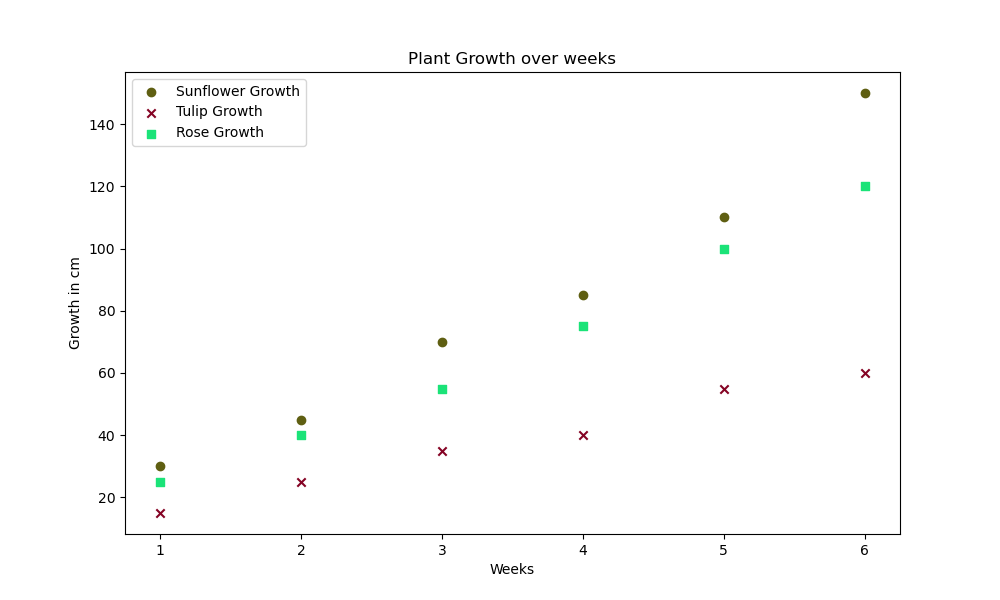 Plant Growth over weeks
Sunflower Growth
Tulip Growth
Rose Growth
Growth in cm
140
120
100
80
60
40
20
1 2 3 4 5 6
Weeks